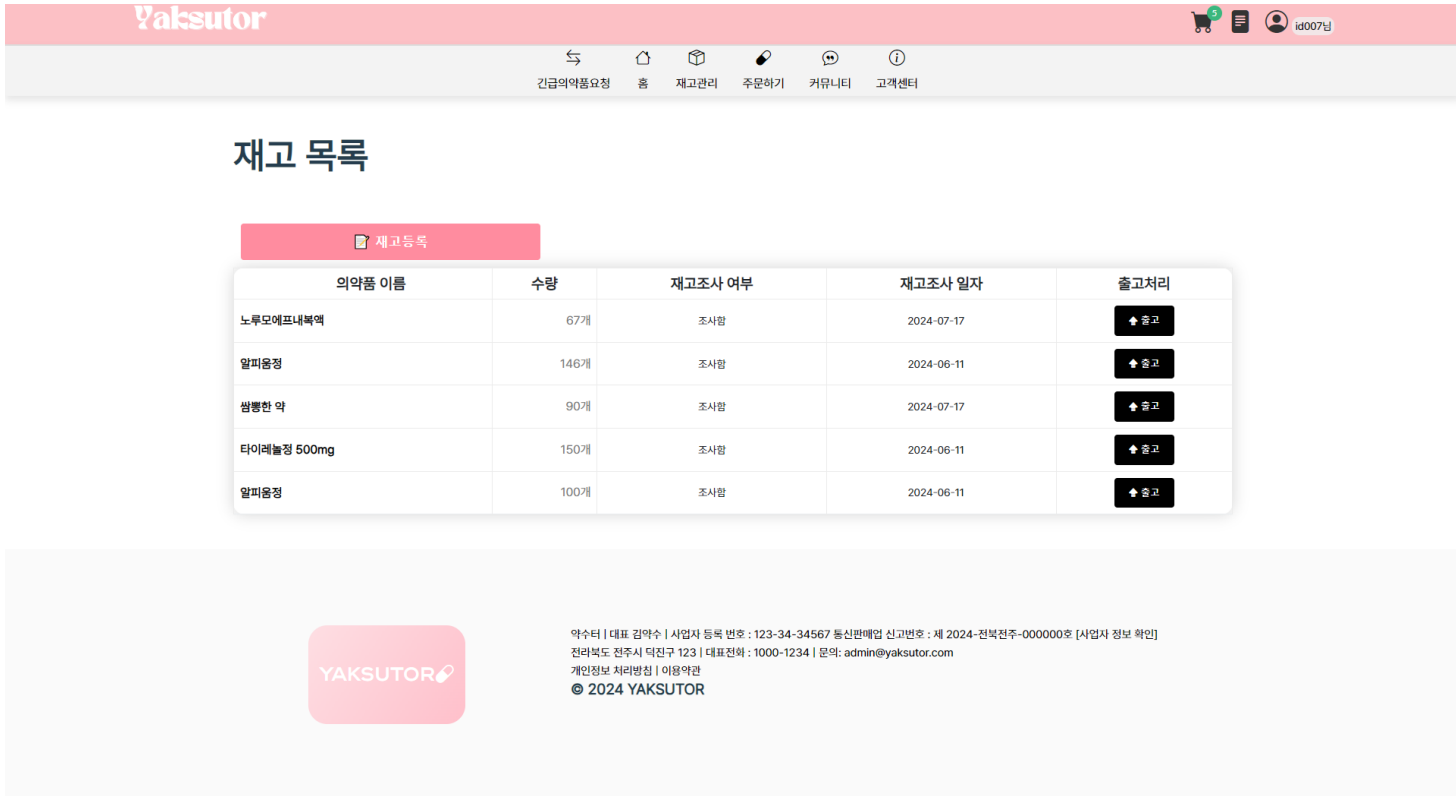 Yaksutor
5
id007님
긴급의약품요청 홈 재고관리 주문하기 커뮤니티 고객센터
재고 목록
재고등록
의약품 이름 수량 재고조사 여부 재고조사 일자 출고처리
노루모에프내복액 67개 조사함 2024-07-17 출고
알피움정 146개 조사함 2024-06-11 출고
쌈뽕한 약 90개 조사함 2024-07-17 출고
타이레놀정 500mg 150개 조사함 2024-06-11 출고
알피움정 100개 조사함 2024-06-11 출고
YAKSUTOR
약수터 | 대표 김약수 | 사업자 등록 번호 : 123-34-34567 통신판매업 신고번호 : 제 2024-전북전주-000000호 [사업자 정보 확인]
전라북도 전주시 덕진구 123 | 대표전화 : 1000-1234 | 문의: admin@yaksutor.com
개인정보 처리방침 | 이용약관
© 2024 YAKSUTOR